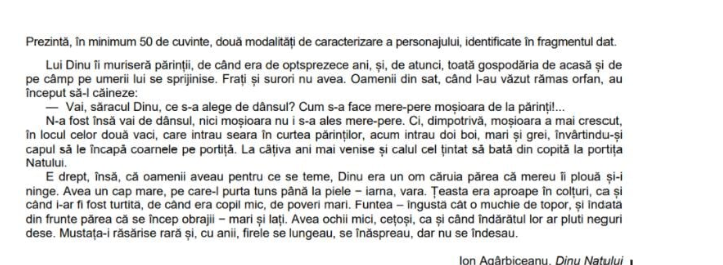 Prezintă, în minimum 50 de cuvinte, două modalități de caracterizare a personajului, identificate în fragmentul dat.
Lui Dinu îi muriseră părinții, de când era de optsprezece ani, și, de atunci, toată gospodăria de acasă și de
pe câmp pe umerii lui se sprijinise. Frați și surori nu avea. Oamenii din sat, când l-au văzut rămas orfan, au
început să-l căineze:
— Vai, săracul Dinu, ce s-a alege de dânsul? Cum s-a face mere-pere moșioara de la părinți!...
N-a fost însă vai de dânsul, nici moșioara nu i s-a ales mere-pere. Ci, dimpotrivă, moșioara a mai crescut,
în locul celor două vaci, care intrau seara în curtea părinților, acum intrau doi boi, mari și grei, învârtindu-și
capul să le încapă coarnele pe portiță. La câțiva ani mai venise și calul cel țintat să bată din copită la portița
Natului.
E drept, însă, că oamenii aveau pentru ce se teme, Dinu era un om căruia părea că mereu îi plouă și-i
ninge. Avea un cap mare, pe care-l purta tuns până la piele – iarna, vara. Țeasta era aproape în colțuri, ca și
când i-ar fi fost turtită, de când era copil mic, de poveri mari. Funtea – îngustă cât o muchie de topor, și îndată
din frunte părea că se încep obrajii – mari și lați. Avea ochii mici, cețoși, ca și când îndărătul lor ar pluti neguri
dese. Mustața-i răsărise rară și, cu anii, firele se lungeau, se înăspreau, dar nu se îndesau.
Ion Agârbiceanu, Dinu Natului